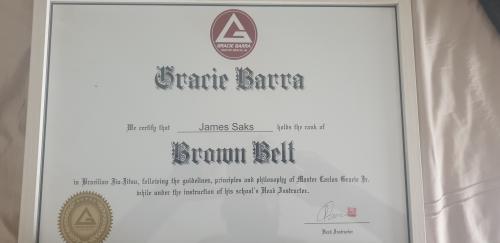 GRACIE BARRA
Gracie Barra
We certify that James Saks holds the rank of
Brown Belt
in Brazilian Jiu-Jitsu, following the guidelines, principles and philosophy of Master Carlos Gracie Jr.
while under the instruction of his school's Head Instructor.
Head Instructor